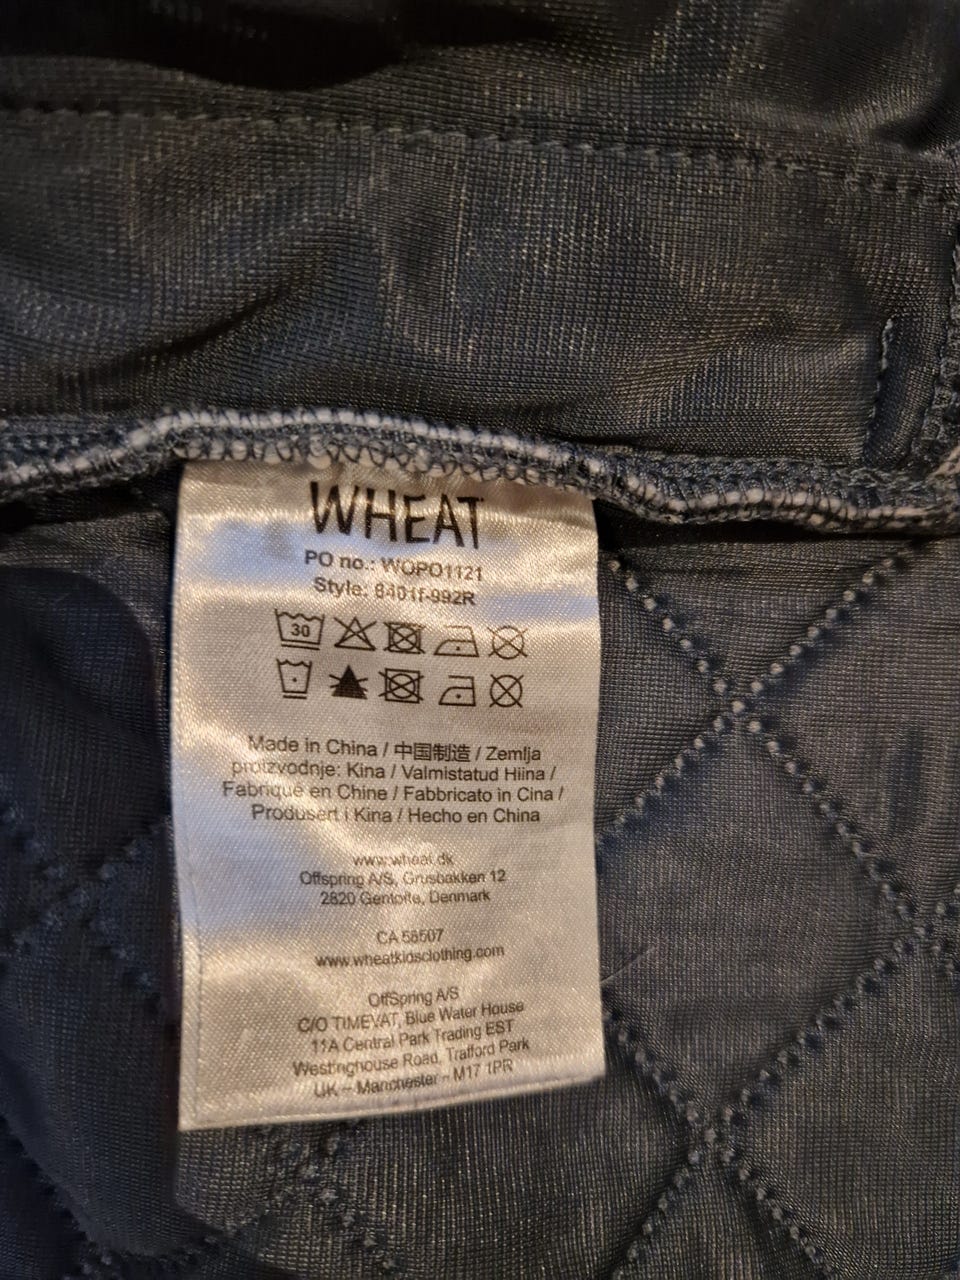 WHEAT
PO no.: WOPO1121
Style: 8401f-992R
30
Made in China / 中国制造 / Zemlja
proizvodnje: Kina / Valmistatud Hiina /
Fabriqué en Chine / Fabbricato in Cina /
Produsert i Kina / Hecho en China
www.wheat.dk
Offspring A/S, Grusbakken 12
2820 Gentofte, Denmark
CA 58507
www.wheatkidsclothing.com
OffSpring A/S
C/O TIMEVAT, Blue Water House
11A Central Park Trading EST
Westinghouse Road, Trafford Park
UK – Manchester - M17 1PR